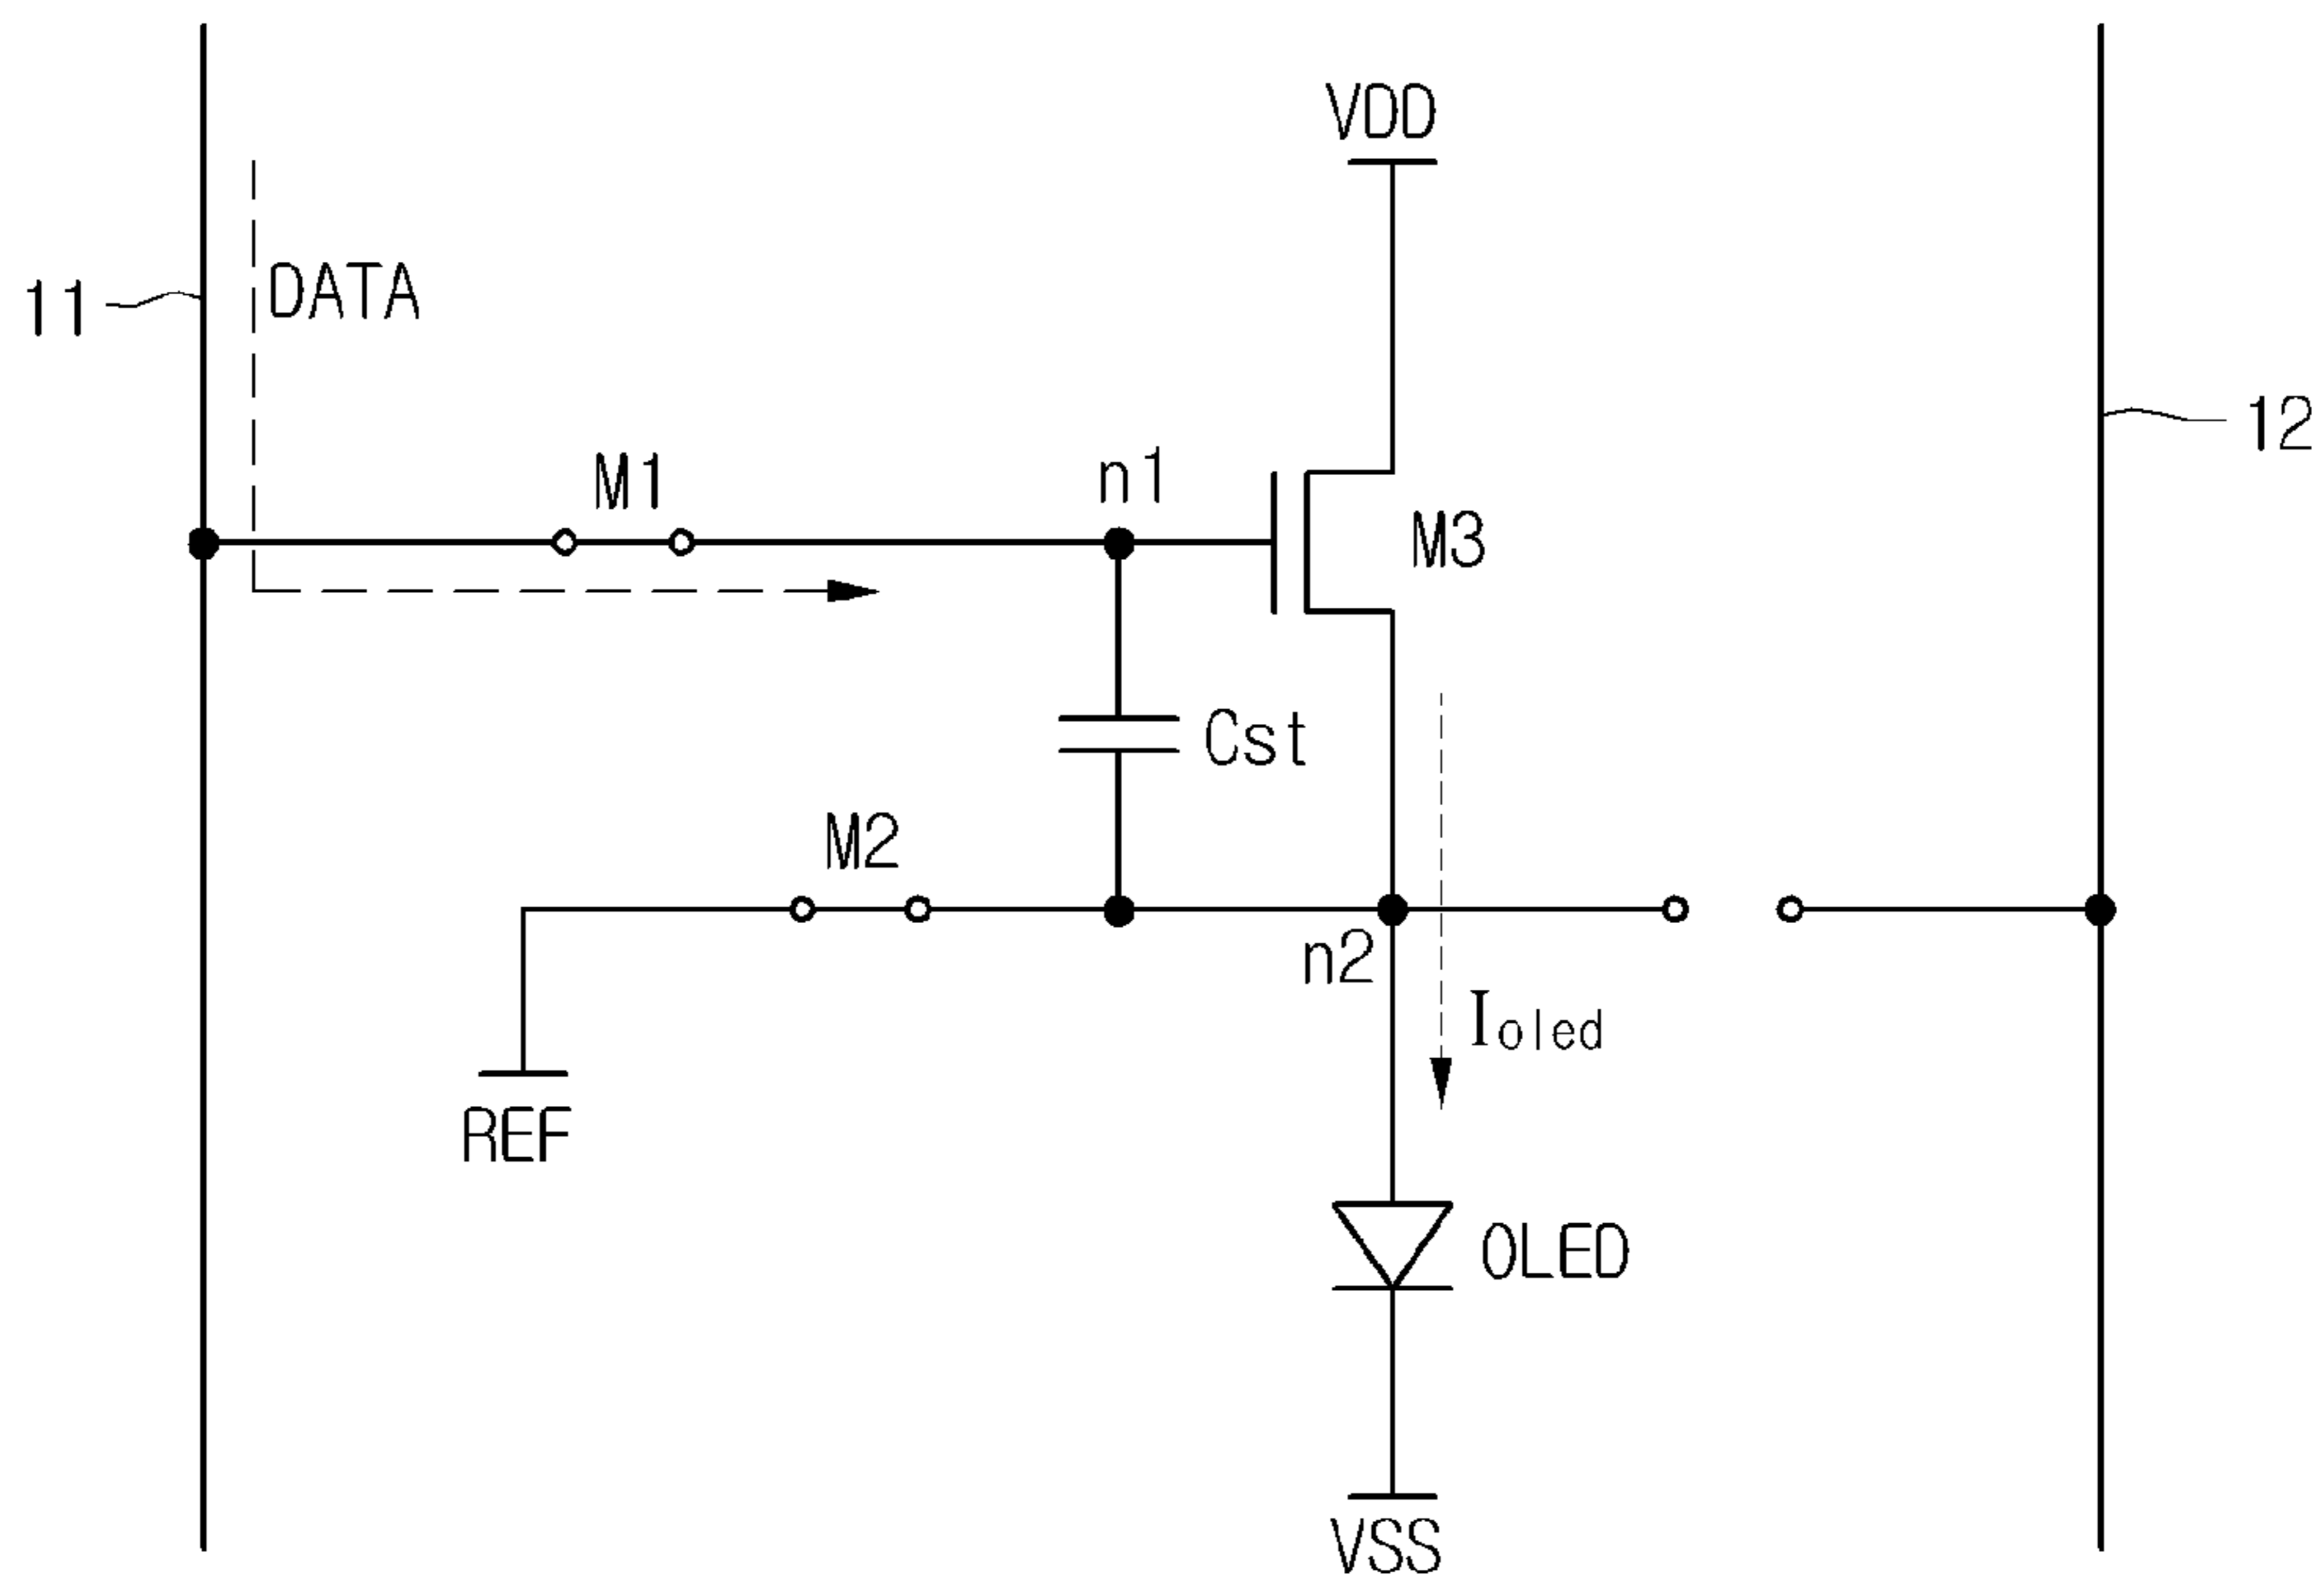 VDD
11
DATA
12
M1
n1
M3
Cst
M2
n2
Ioled
REF
OLED
VSS